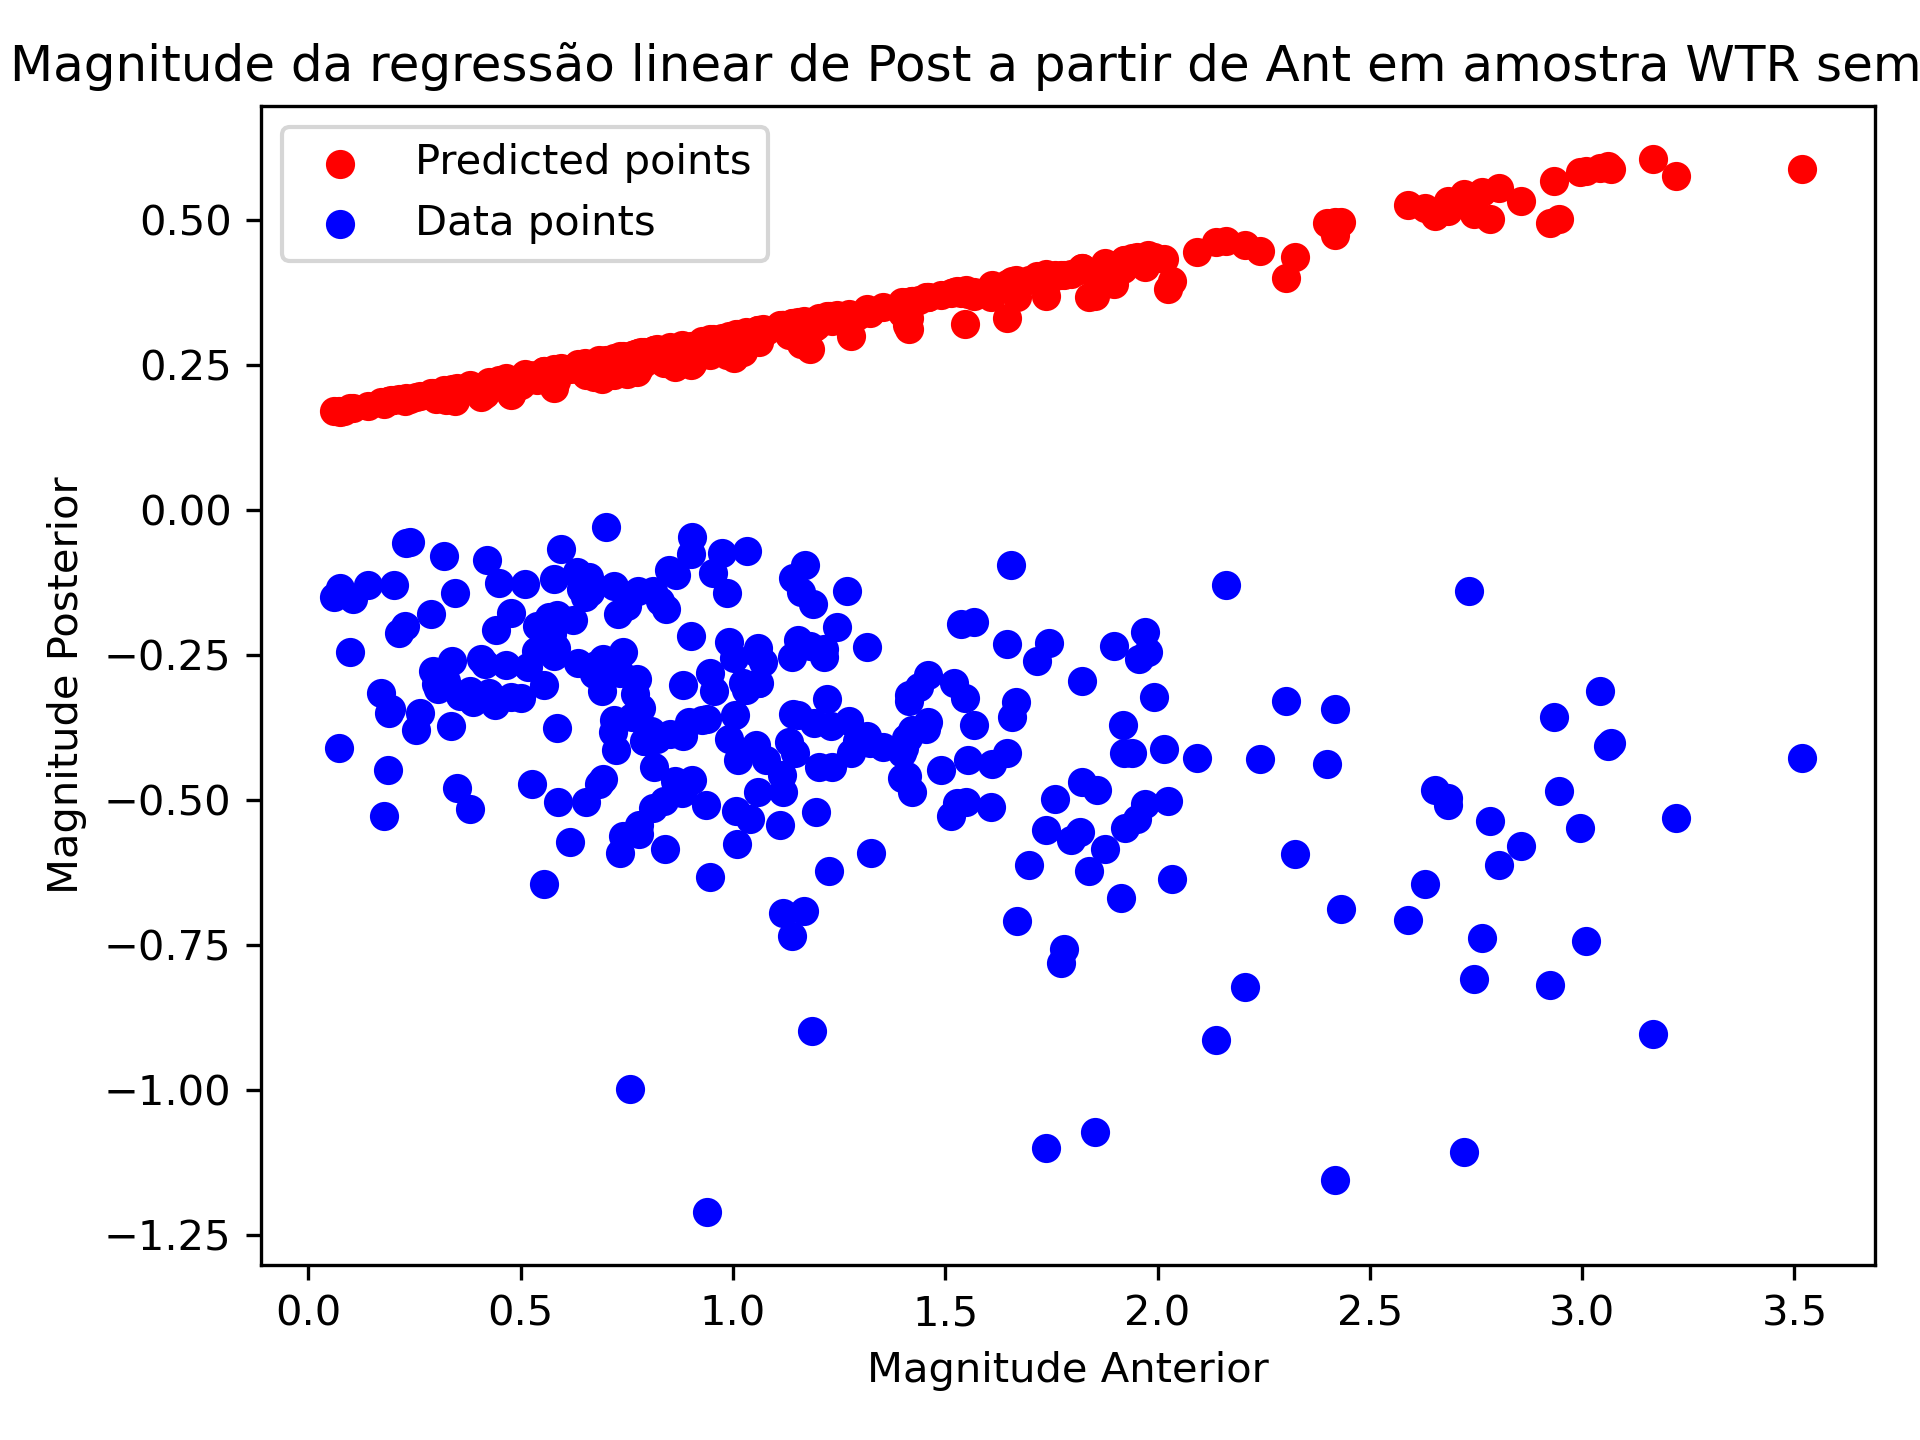 Magnitude da regressão linear de Post a partir de Ant em amostra WTR sem
Predicted points
Data points
0.50
0.25
0.00
−0.25
−0.50
−0.75
−1.00
−1.25
Magnitude Posterior
0.0 0.5 1.0 1.5 2.0 2.5 3.0 3.5
Magnitude Anterior